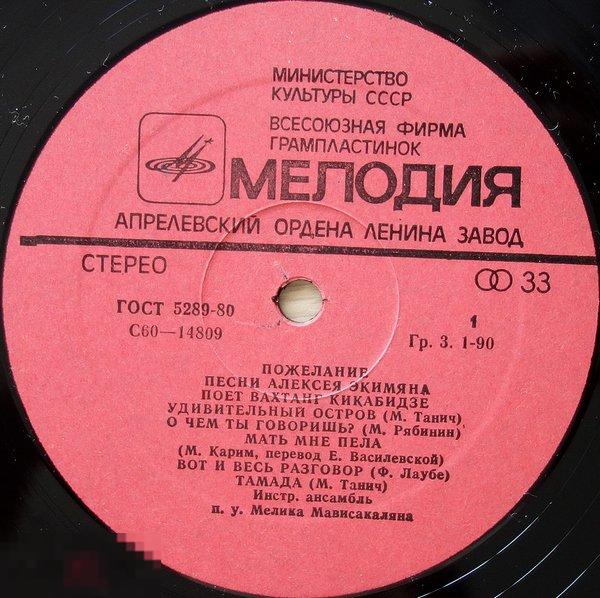 МИНИСТЕРСТВО
КУЛЬТУРЫ СССР
ВСЕСОЮЗНАЯ ФИРМА
ГРАМПЛАСТИНОК
МЕЛОДИЯ
АПРЕЛЕВСКИЙ ОРДЕНА ЛЕНИНА ЗАВОД
СТЕРЕО
33
ГОСТ 5289-80
С60—14809
1
Гр. 3. 1-90
ПОЖЕЛАНИЕ
ПЕСНИ АЛЕКСЕЯ ЭКИМЯНА
ПОЕТ ВАХТАНГ КИКАБИДЗЕ
УДИВИТЕЛЬНЫЙ ОСТРОВ (М. Танич)
О ЧЕМ ТЫ ГОВОРИШЬ? (М. Рябинин)
МАТЬ МНЕ ПЕЛА
(М. Карим, перевод Е. Василевской)
ВОТ И ВЕСЬ РАЗГОВОР (Ф. Лаубе)
ТАМАДА (М. Танич)
Инстр. ансамбль
п. у. Мелика Мависакаляна